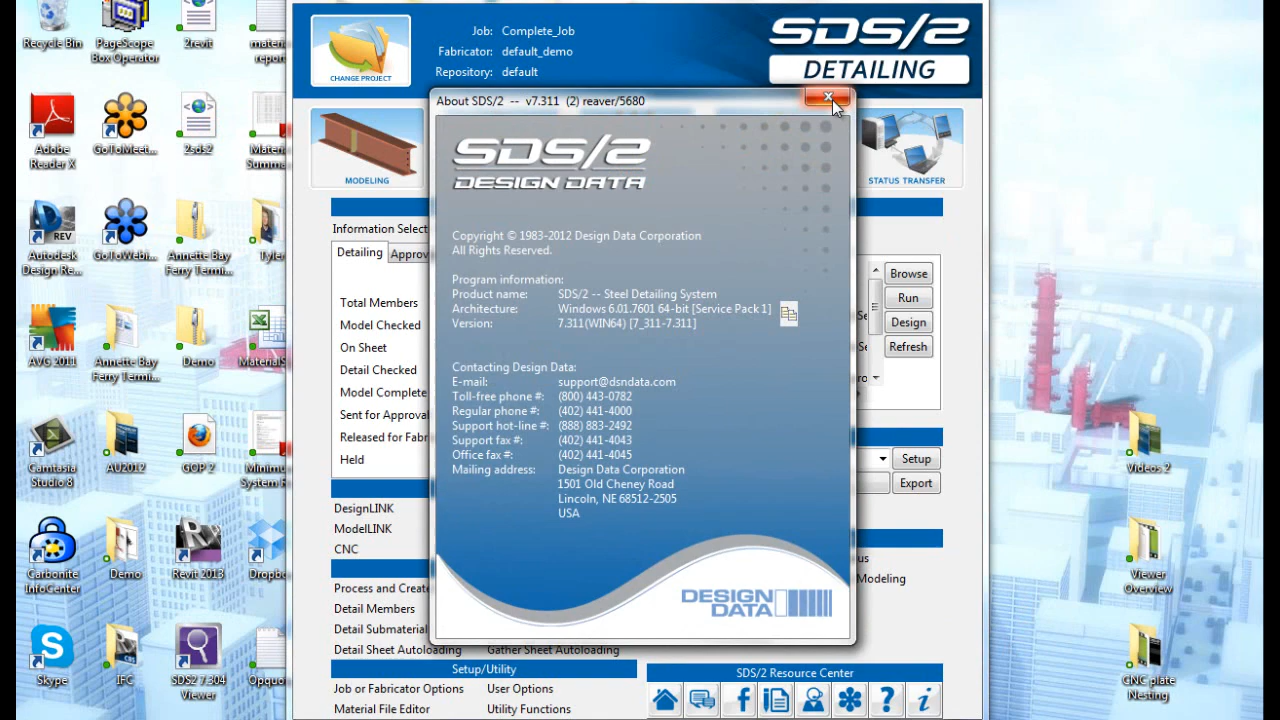 Recycle Bin
PageScope
Box Operator
2revit
Adobe
Reader X
GoToMeet...
2sds2
Autodesk
Design Re...
GoToWebi...
Annette Bay
Ferry Termi...
Tyler
AVG 2011
Annette Bay
Ferry Termi...
Demo
Camtasia
Studio 8
AU2012
GOP 2
Carbonite
InfoCenter
Demo
Revit 2013
Skype
IFC
SDS2 7.304
Viewer
Job: Complete_Job
Fabricator: default_demo
Repository: default
CHANGE PROJECT
SDS/2
DETAILING
MODELING
STATUS TRANSFER
About SDS/2 -- v7.311 (2) reaver/5680
SDS/2
DESIGN DATA
Copyright © 1983-2012 Design Data Corporation
All Rights Reserved.
Program information:
Product name: SDS/2 -- Steel Detailing System
Architecture: Windows 6.01.7601 64-bit [Service Pack 1]
Version: 7.311(WIN64) [7_311-7.311]
Contacting Design Data:
E-mail: support@dsndata.com
Toll-free phone #: (800) 443-0782
Regular phone #: (402) 441-4000
Support hot-line #: (888) 883-2492
Support fax #: (402) 441-4043
Office fax #: (402) 441-4045
Mailing address: Design Data Corporation
1501 Old Cheney Road
Lincoln, NE 68512-2505
USA
DESIGN
DATA
Detailing
Total Members
Model Checked
On Sheet
Detail Checked
Model Complete
Sent for Approval
Held
DesignLINK
ModelLINK
CNC
Detail Members
Detail Submaterial
Detail Sheet Autoloading
Gather Sheet Autoloading
Setup/Utility
Job or Fabricator Options
User Options
Material File Editor
Utility Functions
Browse
Run
Design
Refresh
Setup
Export
Modeling
SDS/2 Resource Center
Videos 2
Viewer
Overview
CNC plate
Nesting